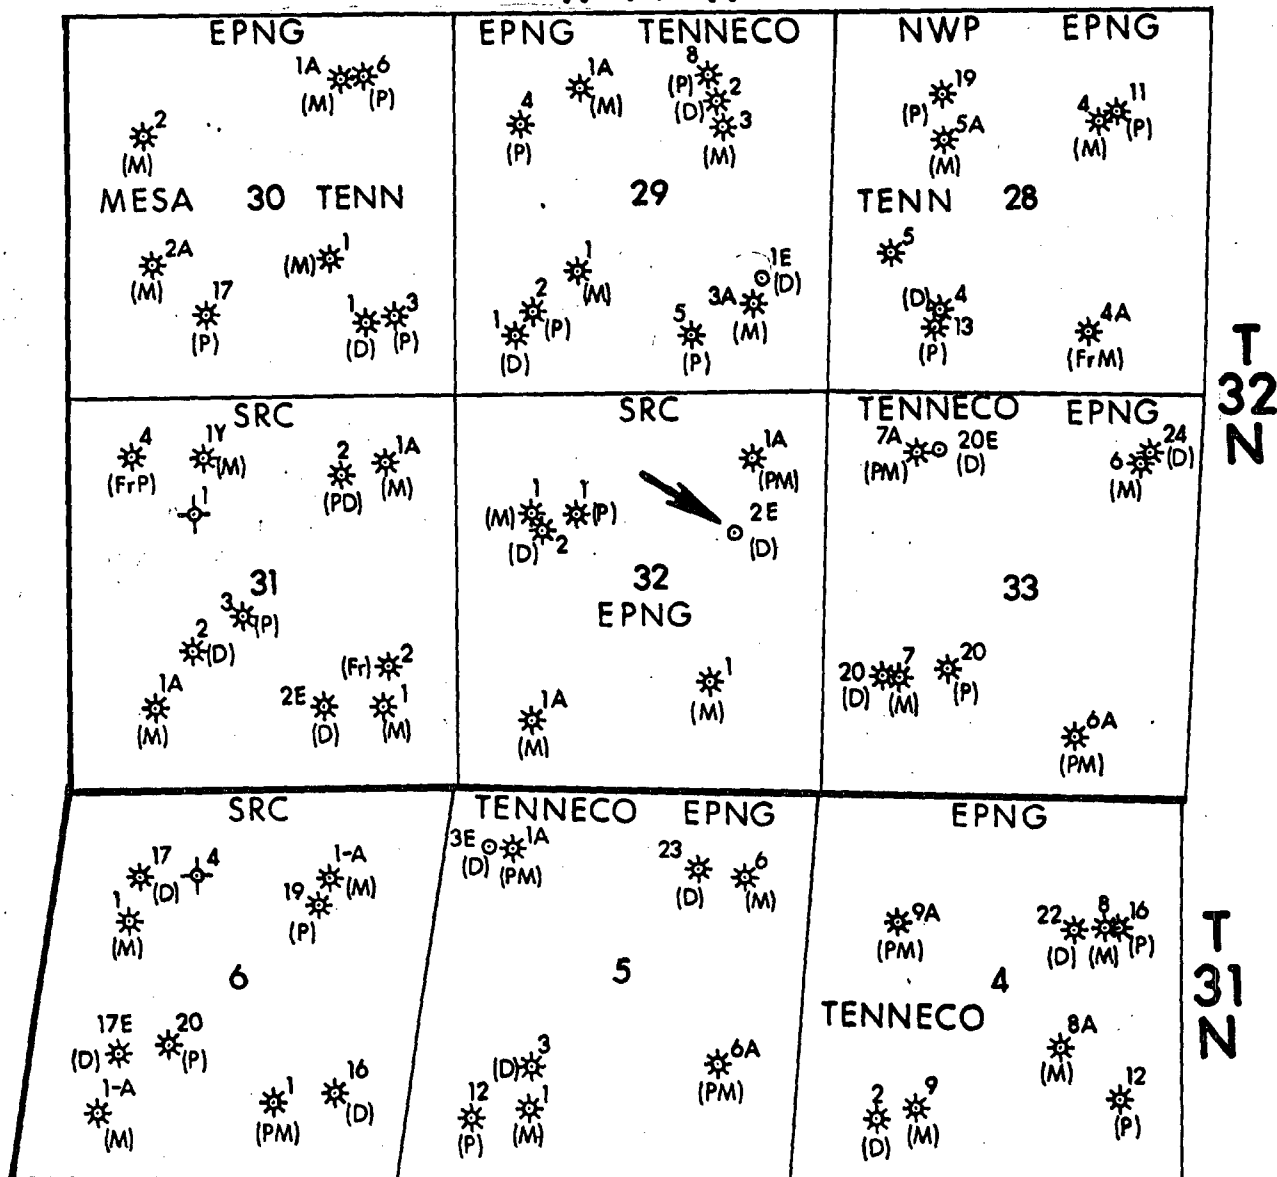 EPNG
1A 6
(M) (P)
2
(M)
MESA 30 TENN
2A
(M)
(M) 1
17
(P)
1 3
(D) (P)
EPNG TENNECO
1A
(M)
4
(P)
8
(P)
2
(D)
3
(M)
29
1
(M)
2
(P)
1
(D)
1E
(D)
3A
(M)
5
(P)
NWP EPNG
19
(P)
5A
(M)
4 11
(M) (P)
TENN 28
5
(D) 4
13
(P)
4A
(FrM)
T
32
N
SRC
4
(FrP)
1Y
(M)
2
(PD)
1A
(M)
1
31
3
(P)
2
(D)
1A
(M)
(Fr) 2
2E
(D)
1
(M)
SRC
1A
(PM)
1
(M)
1
(P)
(D) 2
2E
(D)
32
EPNG
1
(M)
1A
(M)
TENNECO EPNG
7A
(PM)
20E
(D)
24
(D)
6
(M)
33
20 7
(D) (M)
20
(P)
6A
(PM)
SRC
17
(D)
4
1
(M)
1-A
(M)
19
(P)
6
17E
(D)
20
(P)
1-A
(M)
1
(PM)
16
(D)
TENNECO EPNG
3E
(D)
1A
(PM)
23
(D)
6
(M)
5
3
(D)
12
(P)
1
(M)
6A
(PM)
EPNG
9A
(PM)
22 8 16
(D) (M) (P)
4
TENNECO
8A
(M)
2 9
(D) (M)
12
(P)
T
31
N